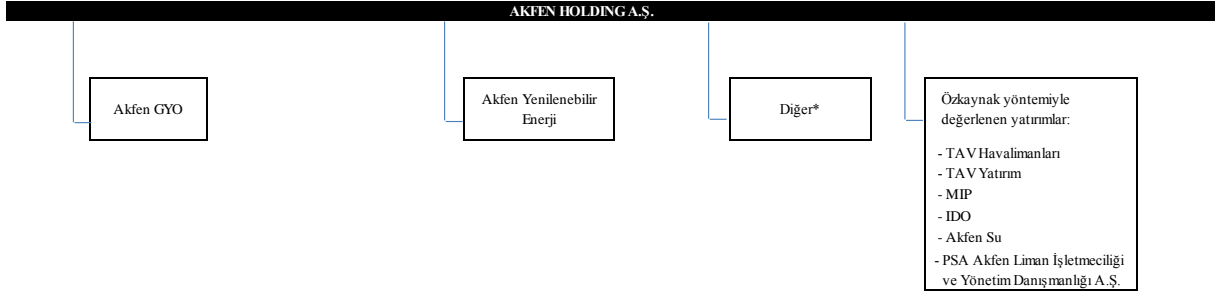 AKFEN HOLDING A.Ş.
Akfen GYO
Akfen Yenilenebilir
Enerji
Diğer*
Özkaynak yöntemiyle
değerlenen yatırımlar:
- TAV Havalimanları
- TAV Yatırım
- MIP
- IDO
- Akfen Su
- PSA Akfen Liman İşletmeciliği
ve Yönetim Danışmanlığı A.Ş.